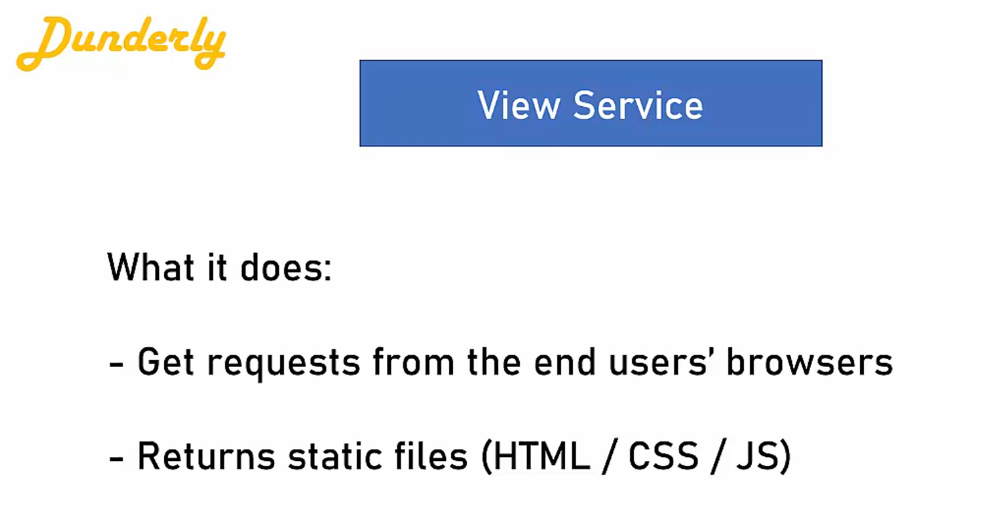 Dunderly
View Service
What it does:
- Get requests from the end users’ browsers
- Returns static files (HTML / CSS / JS)